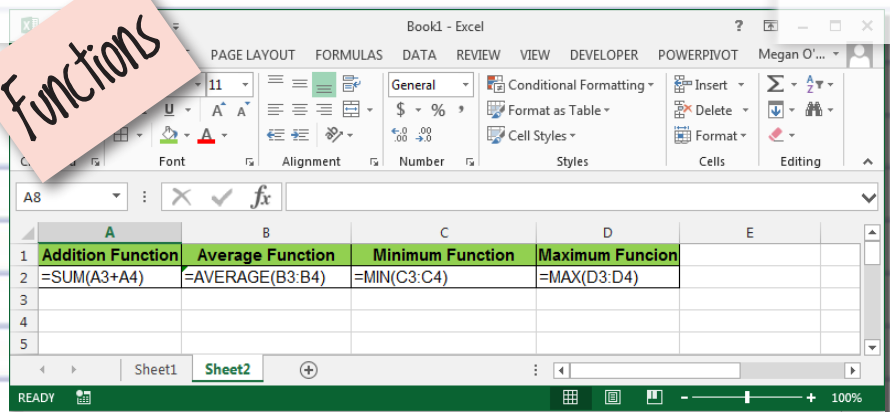 Functions
Book1 - Excel ?
PAGE LAYOUT FORMULAS DATA REVIEW VIEW DEVELOPER POWERPIVOT Megan O'...
11 General Conditional Formatting Insert Σ
U A A $ % , Format as Table Delete
A .00 Cell Styles Format
Font Alignment Number Styles Cells Editing
A8 fx
A B C D E
1 Addition Function Average Function Minimum Function Maximum Funcion
2 =SUM(A3+A4) =AVERAGE(B3:B4) =MIN(C3:C4) =MAX(D3:D4)
3
4
5
Sheet1 Sheet2
READY 100%